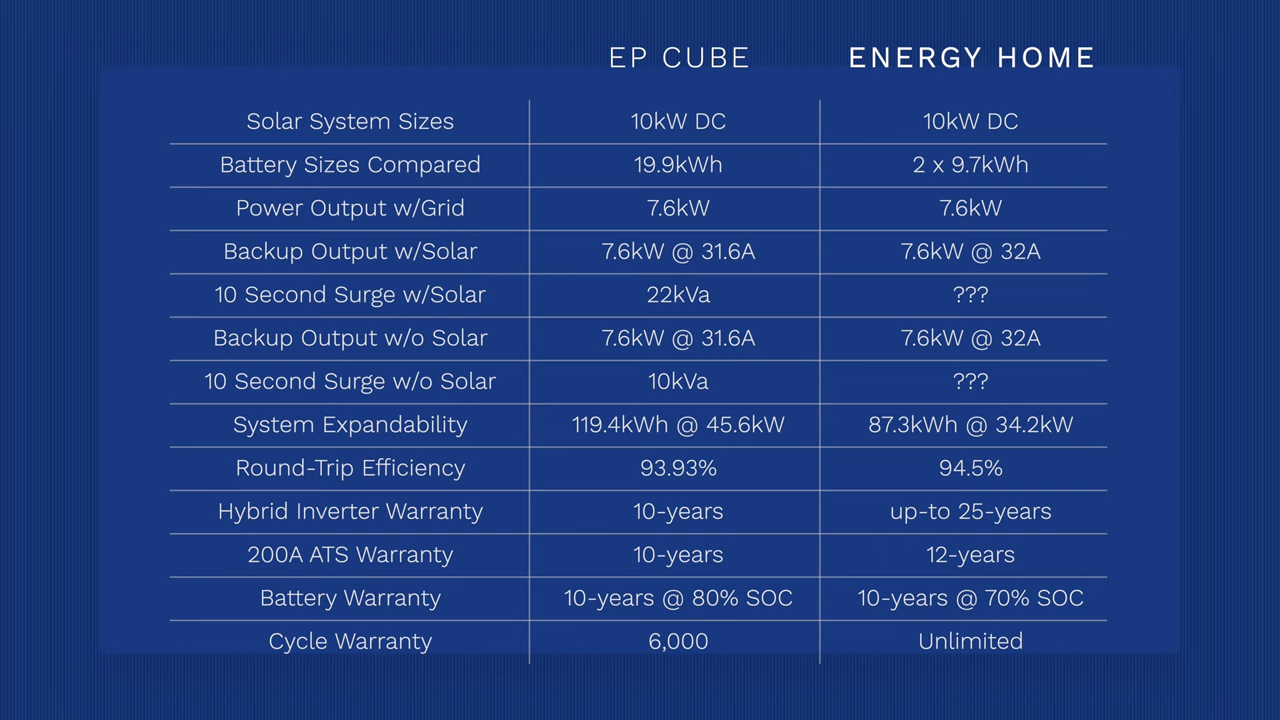 EP CUBE ENERGY HOME
Solar System Sizes 10kW DC 10kW DC
Battery Sizes Compared 19.9kWh 2 x 9.7kWh
Power Output w/Grid 7.6kW 7.6kW
Backup Output w/Solar 7.6kW @ 31.6A 7.6kW @ 32A
10 Second Surge w/Solar 22kVa ???
Backup Output w/o Solar 7.6kW @ 31.6A 7.6kW @ 32A
10 Second Surge w/o Solar 10kVa ???
System Expandability 119.4kWh @ 45.6kW 87.3kWh @ 34.2kW
Round-Trip Efficiency 93.93% 94.5%
Hybrid Inverter Warranty 10-years up-to 25-years
200A ATS Warranty 10-years 12-years
Battery Warranty 10-years @ 80% SOC 10-years @ 70% SOC
Cycle Warranty 6,000 Unlimited